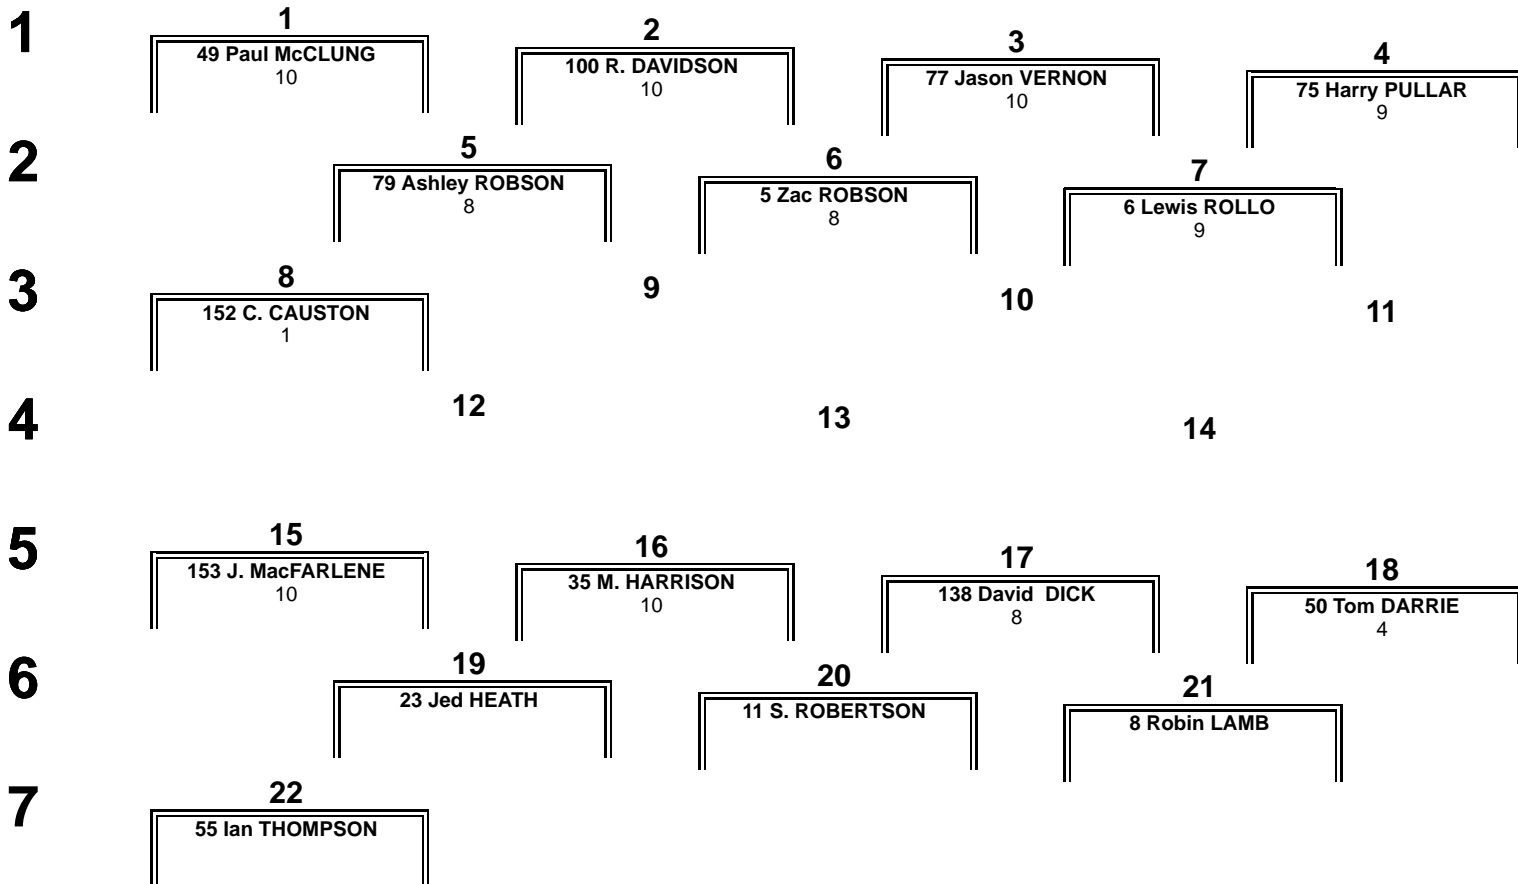 1
1
49 Paul McCLUNG
10
2
100 R. DAVIDSON
10
3
77 Jason VERNON
10
4
75 Harry PULLAR
9
2
5
79 Ashley ROBSON
8
6
5 Zac ROBSON
8
7
6 Lewis ROLLO
9
3
8
152 C. CAUSTON
1
9
10
11
4
12
13
14
5
15
153 J. MacFARLENE
10
16
35 M. HARRISON
10
17
138 David  DICK
8
18
50 Tom DARRIE
4
6
19
23 Jed HEATH
20
11 S. ROBERTSON
21
8 Robin LAMB
7
22
55 Ian THOMPSON